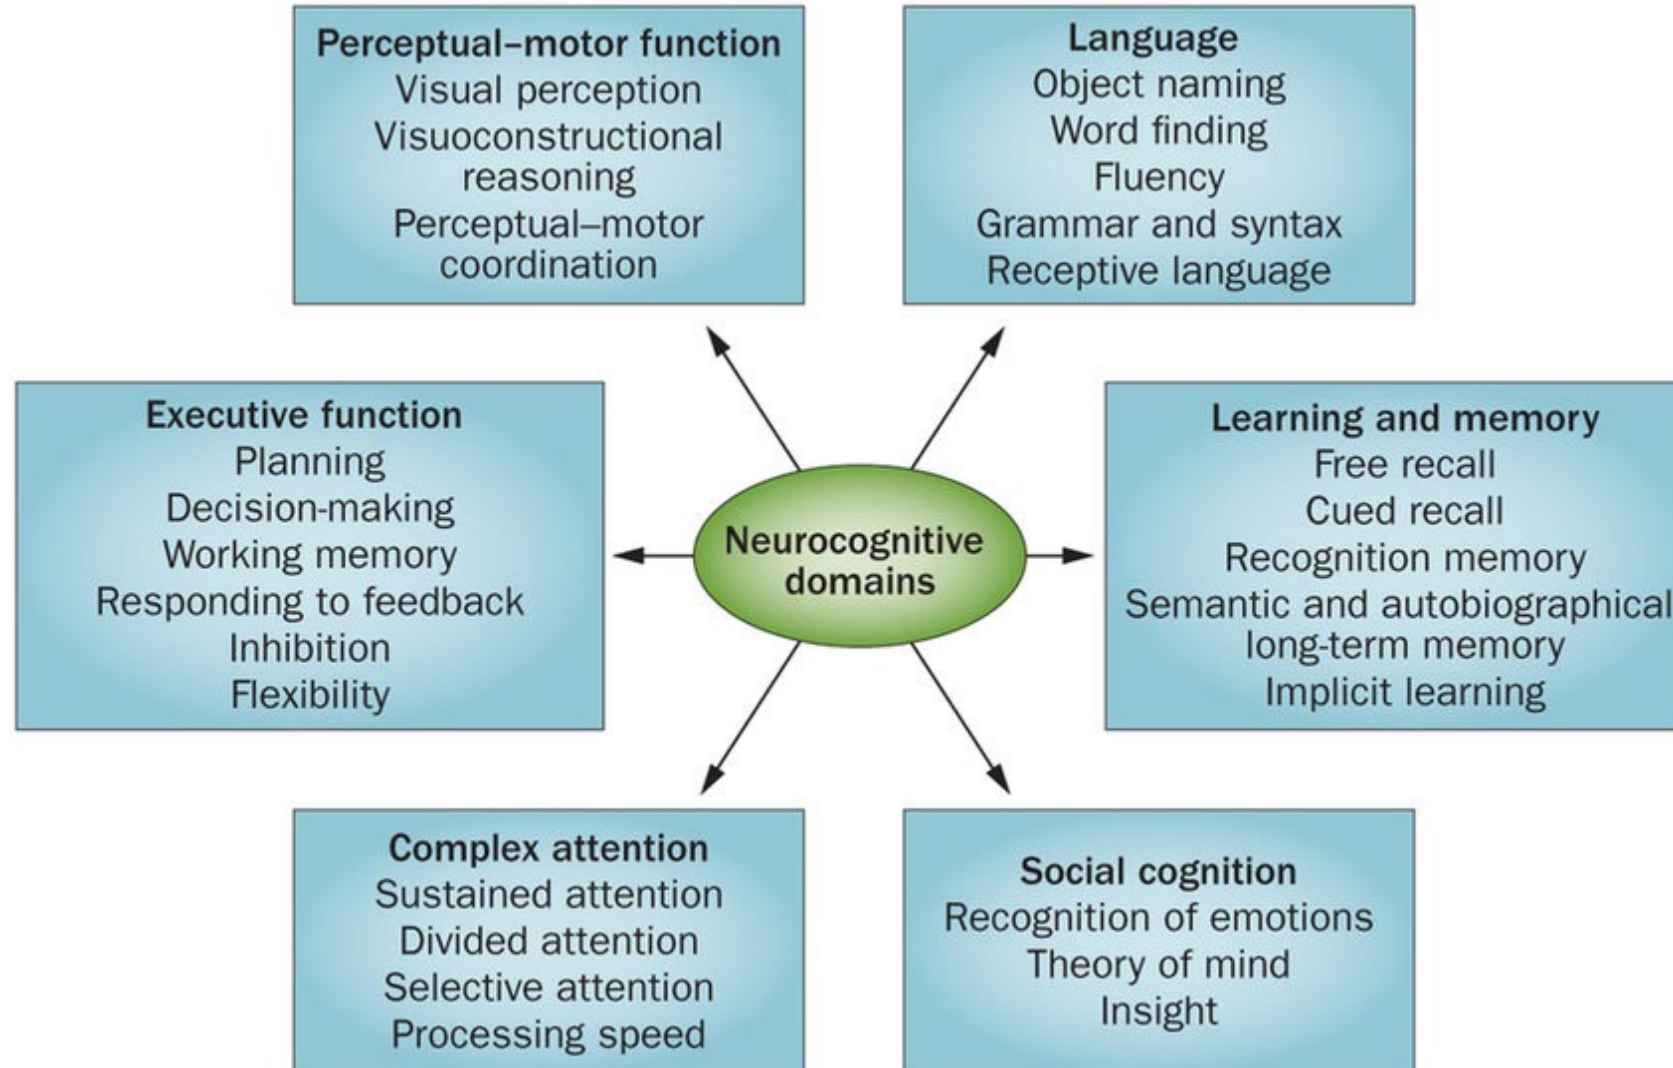 Perceptual–motor function
Visual perception
Visuoconstructional
reasoning
Perceptual–motor
coordination
Language
Object naming
Word finding
Fluency
Grammar and syntax
Receptive language
Executive function
Planning
Decision-making
Working memory
Responding to feedback
Inhibition
Flexibility
Neurocognitive
domains
Learning and memory
Free recall
Cued recall
Recognition memory
Semantic and autobiographical
long-term memory
Implicit learning
Complex attention
Sustained attention
Divided attention
Selective attention
Processing speed
Social cognition
Recognition of emotions
Theory of mind
Insight